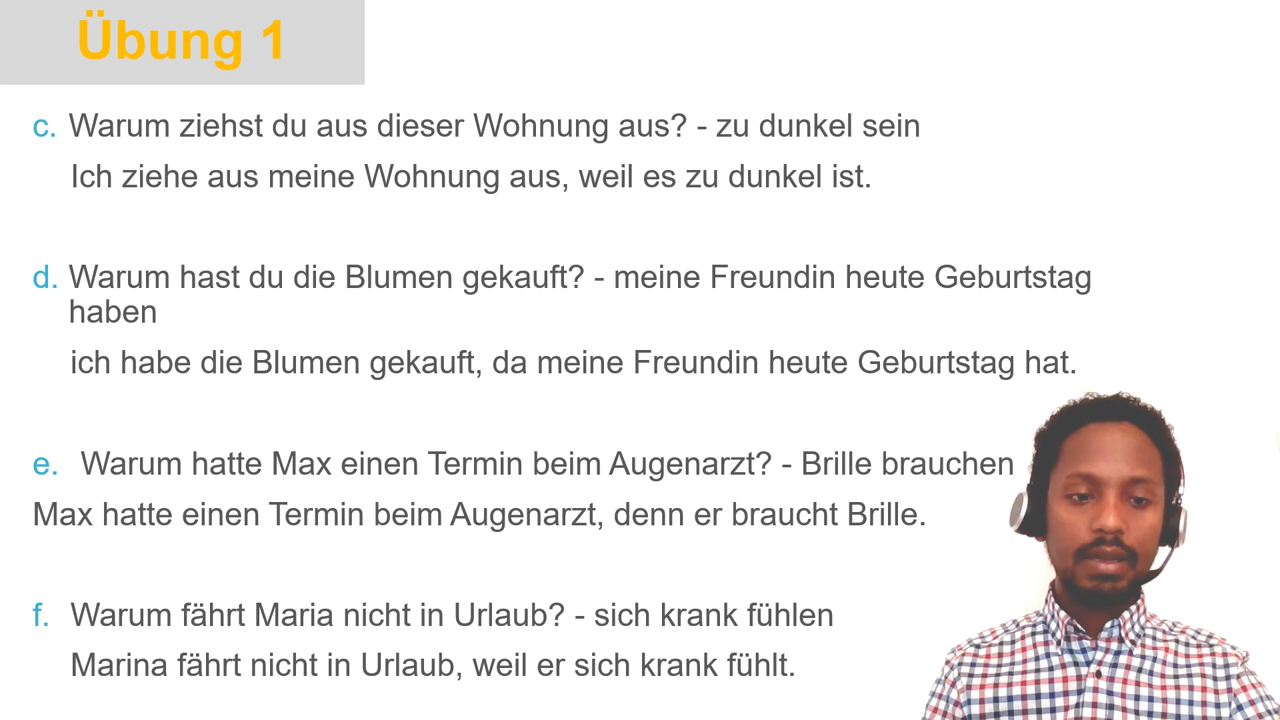 Übung 1
c. Warum ziehst du aus dieser Wohnung aus? - zu dunkel sein
Ich ziehe aus meine Wohnung aus, weil es zu dunkel ist.
d. Warum hast du die Blumen gekauft? - meine Freundin heute Geburtstag
haben
ich habe die Blumen gekauft, da meine Freundin heute Geburtstag hat.
e. Warum hatte Max einen Termin beim Augenarzt? - Brille brauchen
Max hatte einen Termin beim Augenarzt, denn er braucht Brille.
f. Warum fährt Maria nicht in Urlaub? - sich krank fühlen
Marina fährt nicht in Urlaub, weil er sich krank fühlt.